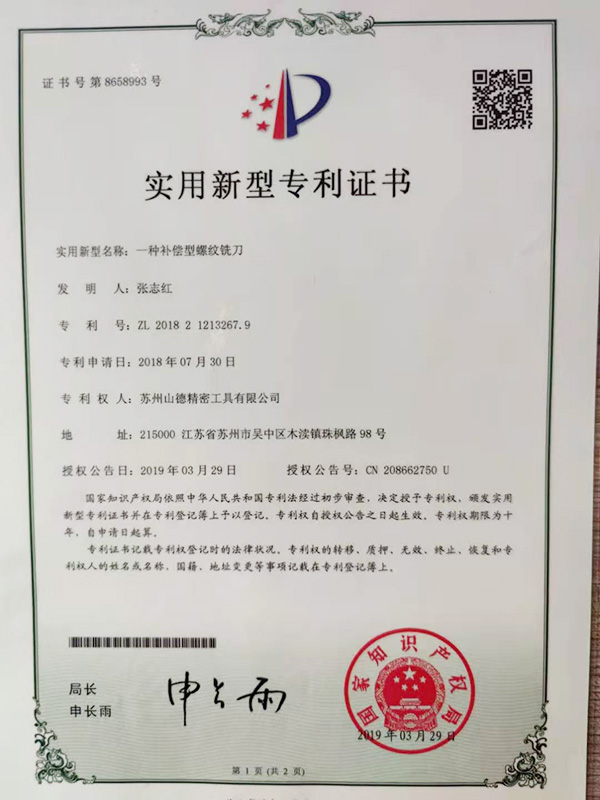 证书号第8658993号
实用新型专利证书
实用新型名称：一种补偿型螺纹铣刀
发明人：张志红
专利号：ZL 2018 2 1213267.9
专利申请日：2018年07月30日
专利权人：苏州山德精密工具有限公司
地址：215000 江苏省苏州市吴中区木渎镇珠枫路98号
授权公告日：2019年03月29日 授权公告号：CN 208662750 U
国家知识产权局依照中华人民共和国专利法经过初步审查，决定授予专利权，颁发实用
新型专利证书并在专利登记簿上予以登记。专利权自授权公告之日起生效。专利权期限为十
年，自申请日起算。
专利证书记载专利权登记时的法律状况。专利权的转移、质押、无效、终止、恢复和专
利权人的姓名或名称、国籍、地址变更等事项记载在专利登记簿上。
局长
申长雨
申长雨
国家知识产权局
2019年03月29日
第1页(共2页)